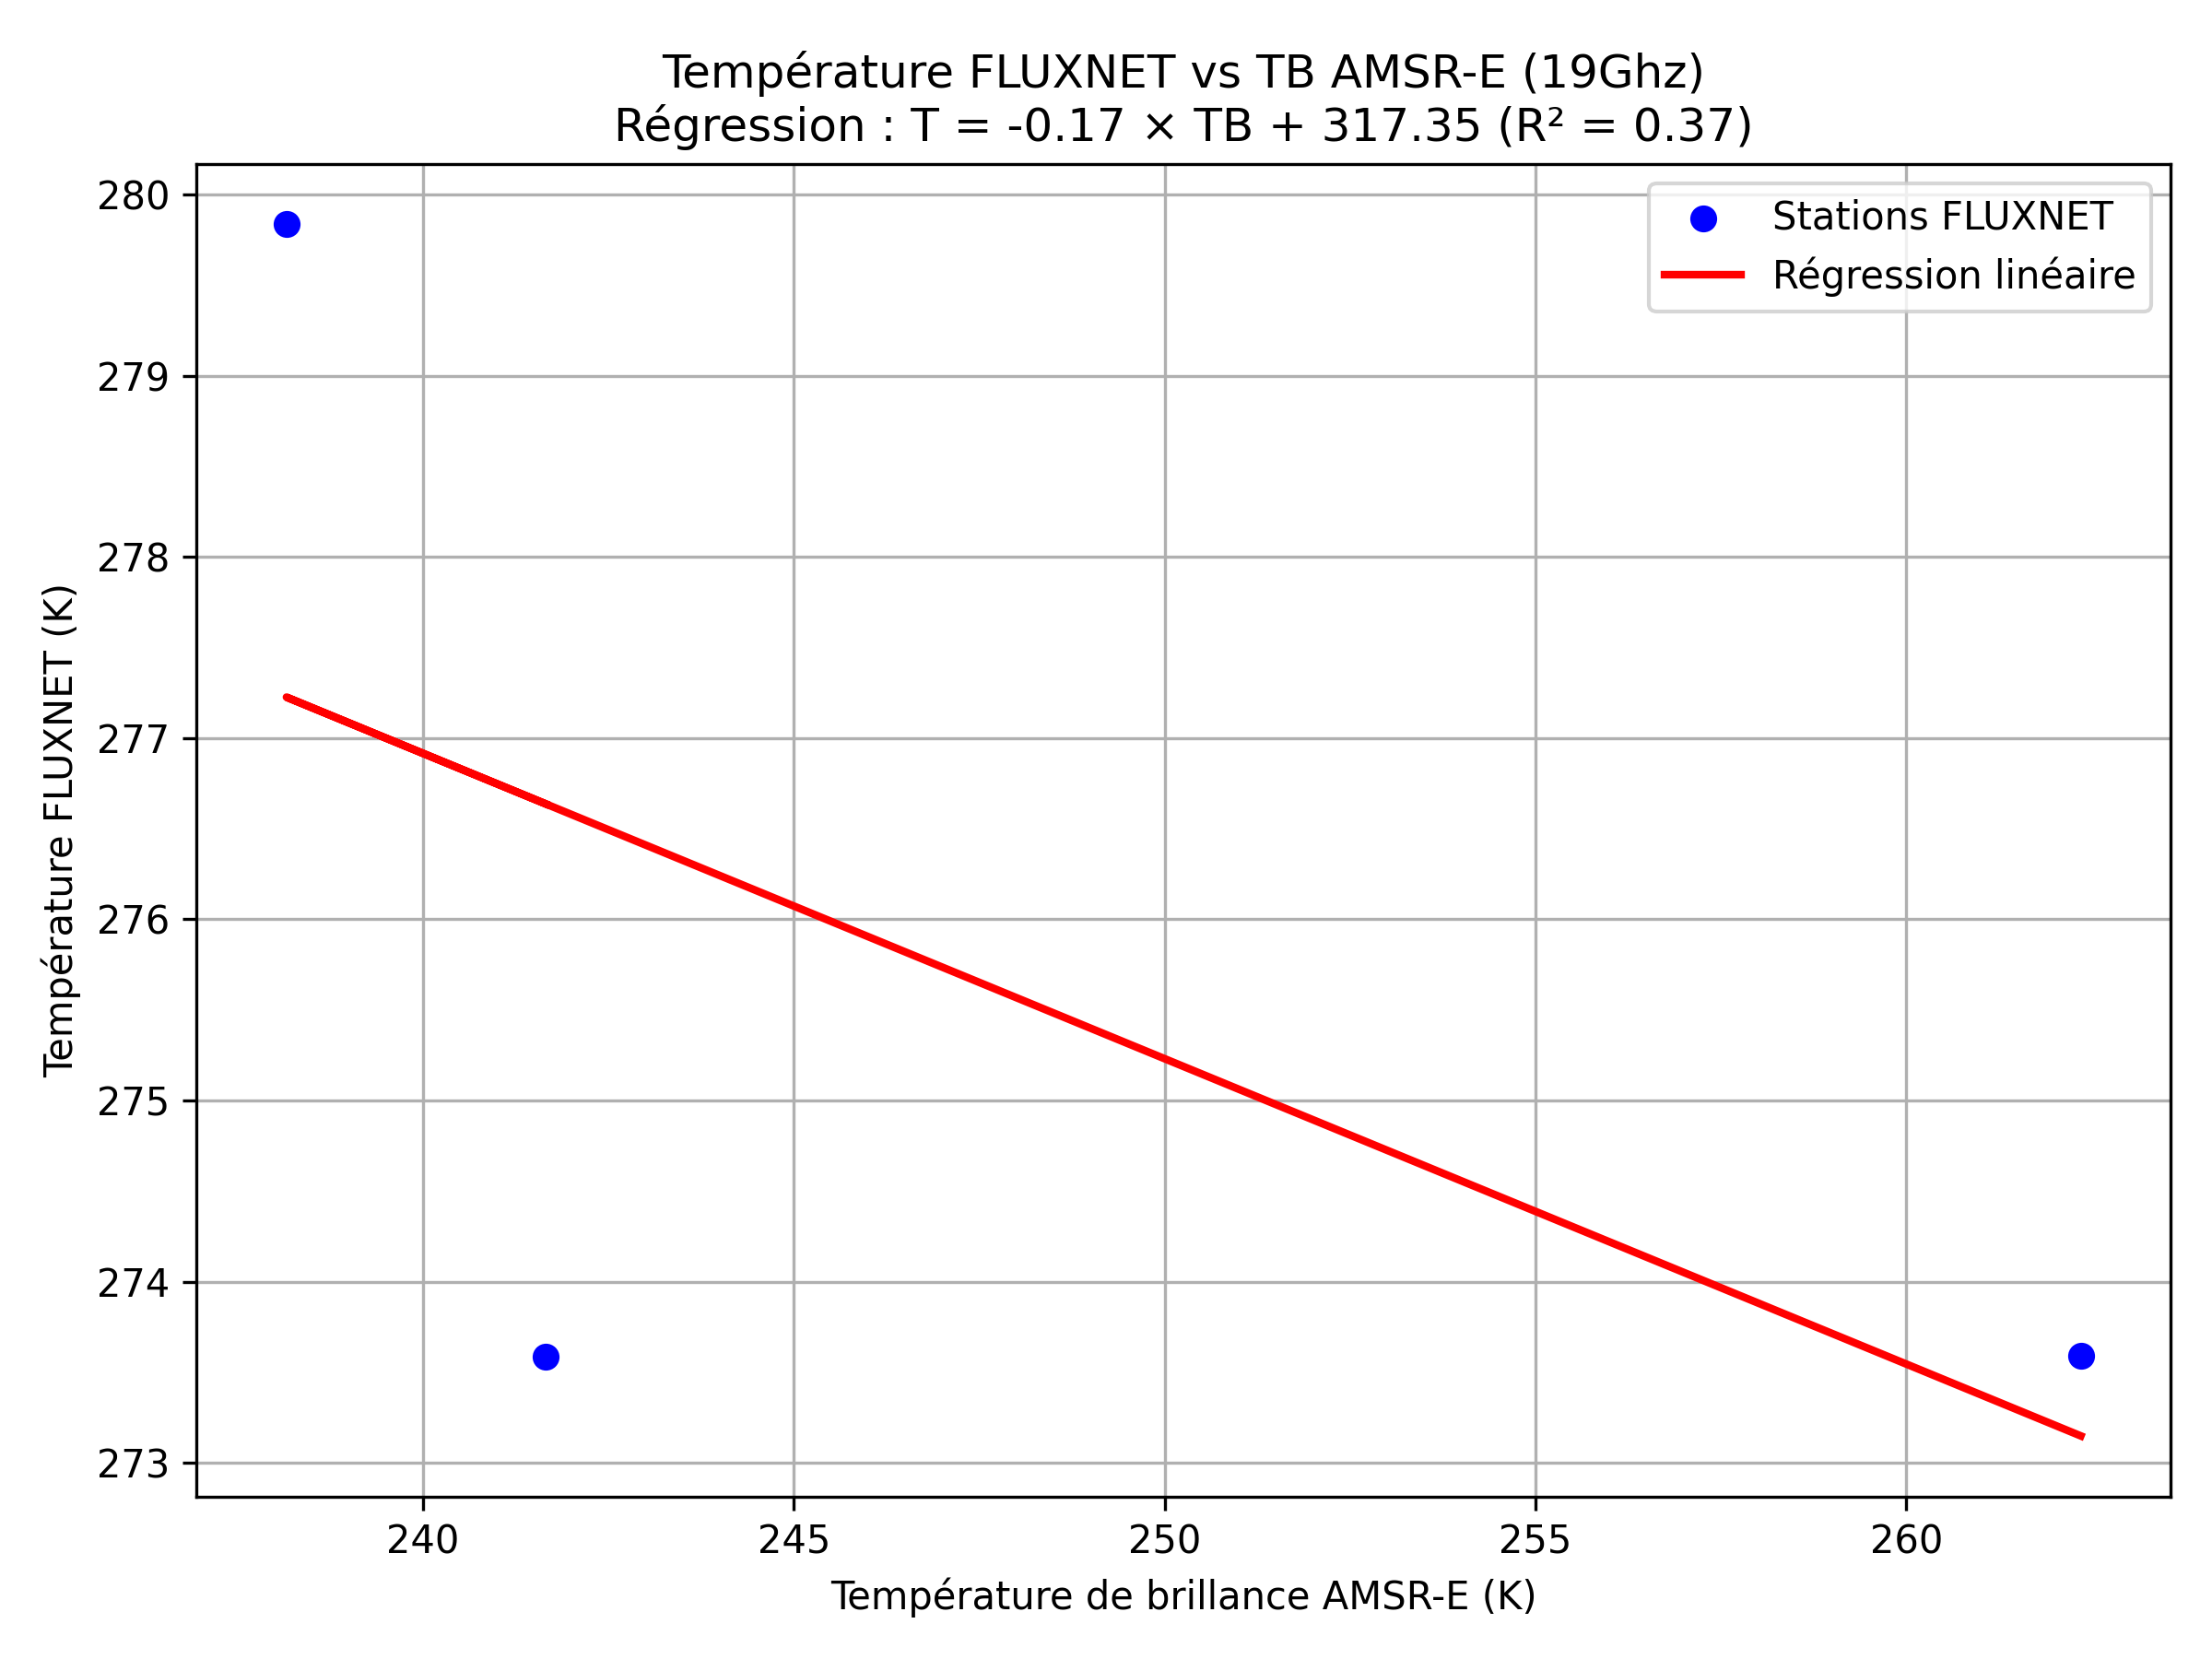 Température FLUXNET vs TB AMSR-E (19Ghz)
Régression : T = -0.17 × TB + 317.35 (R² = 0.37)
Stations FLUXNET
Régression linéaire
280
279
278
277
276
275
274
273
Température FLUXNET (K)
240
245
250
255
260
Température de brillance AMSR-E (K)